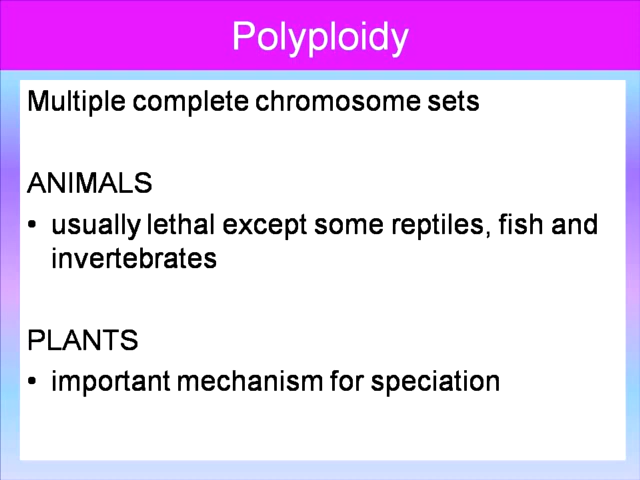 Polyploidy
Multiple complete chromosome sets
ANIMALS
• usually lethal except some reptiles, fish and
invertebrates
PLANTS
• important mechanism for speciation